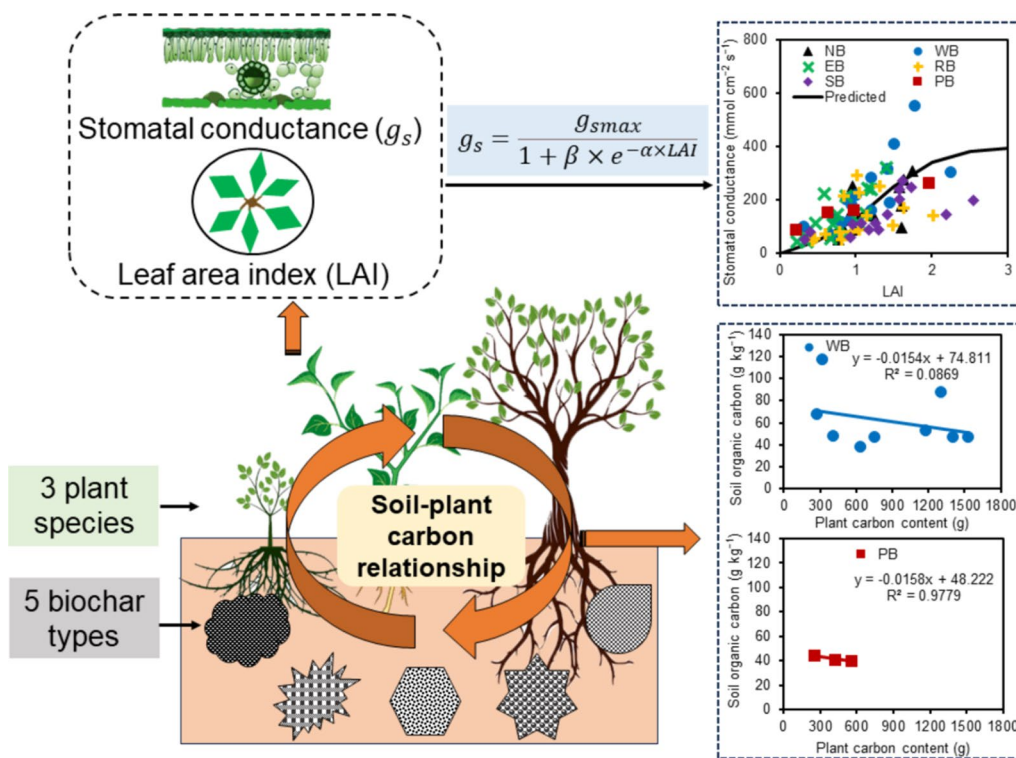 Stomatal conductance (gₛ)
Leaf area index (LAI)
gₛ = gₛₘₐₓ / 1 + β × e^(−α×LAI)
3 plant
species
5 biochar
types
Soil-plant
carbon
relationship
Stomatal conductance (mmol cm⁻² s⁻¹)
800
600
400
200
0
NB
WB
EB
RB
SB
PB
Predicted
0
1
2
3
LAI
Soil organic carbon (g kg⁻¹)
140
120
100
80
60
40
20
0
WB
y = -0.0154x + 74.811
R² = 0.0869
0
300
600
900
1200
1500
1800
Plant carbon content (g)
Soil organic carbon (g kg⁻¹)
140
120
100
80
60
40
20
0
PB
y = -0.0158x + 48.222
R² = 0.9779
0
300
600
900
1200
1500
1800
Plant carbon content (g)